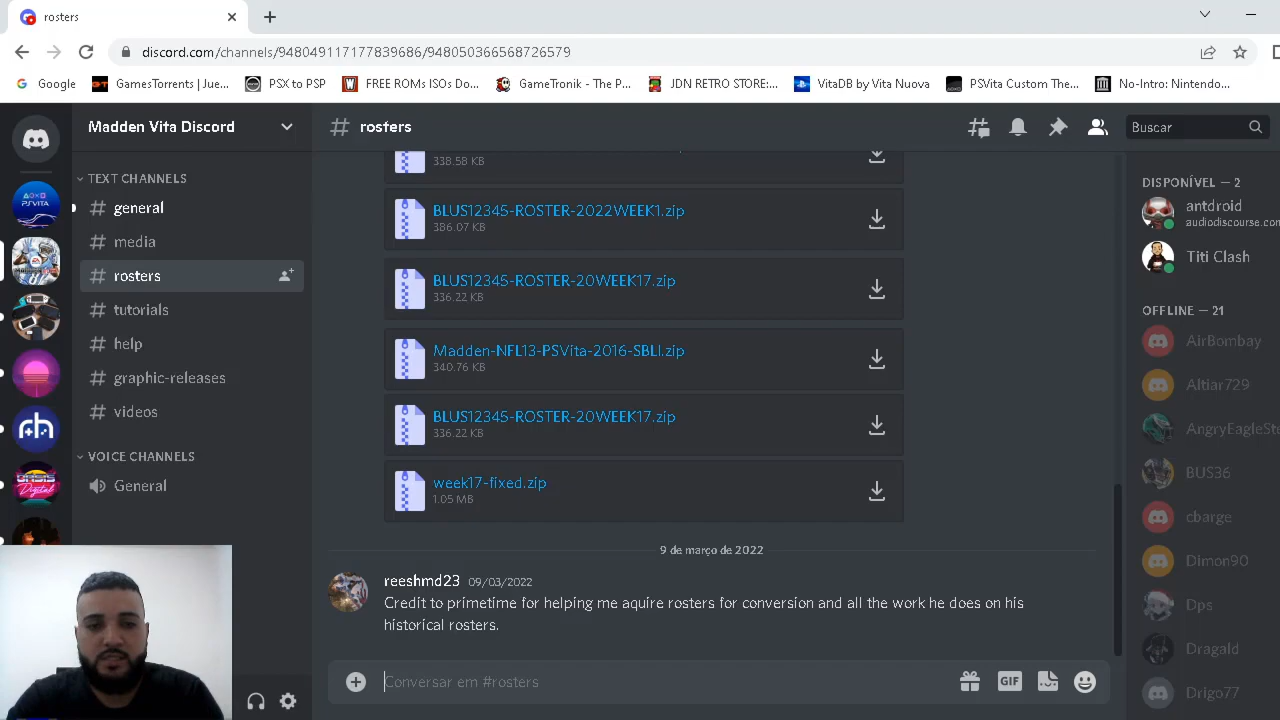 rosters
discord.com/channels/948049117177839686/948050366568726579
Google
GamesTorrents | Jue...
PSX to PSP
FREE ROMs ISOs Do...
GameTronik - The P...
JDN RETRO STORE:...
VitaDB by Vita Nuova
PSVita Custom The...
No-Intro: Nintendo...
Madden Vita Discord
rosters
Buscar
TEXT CHANNELS
general
media
rosters
tutorials
help
graphic-releases
videos
VOICE CHANNELS
General
338.58 KB
BLUS12345-ROSTER-2022WEEK1.zip
386.07 KB
BLUS12345-ROSTER-20WEEK17.zip
336.22 KB
Madden-NFL13-PSVita-2016-SBLI.zip
340.76 KB
BLUS12345-ROSTER-20WEEK17.zip
336.22 KB
week17-fixed.zip
1.05 MB
9 de março de 2022
reeshmd23 09/03/2022
Credit to primetime for helping me aquire rosters for conversion and all the work he does on his
historical rosters.
Conversar em #rosters
GIF
DISPONÍVEL — 2
antdroid
audiodiscourse.com
Titi Clash
OFFLINE — 21
AirBombay
Altiar729
AngryEagleStu
BUS36
cbarge
Dimon90
Dps
Dragald
Drigo77